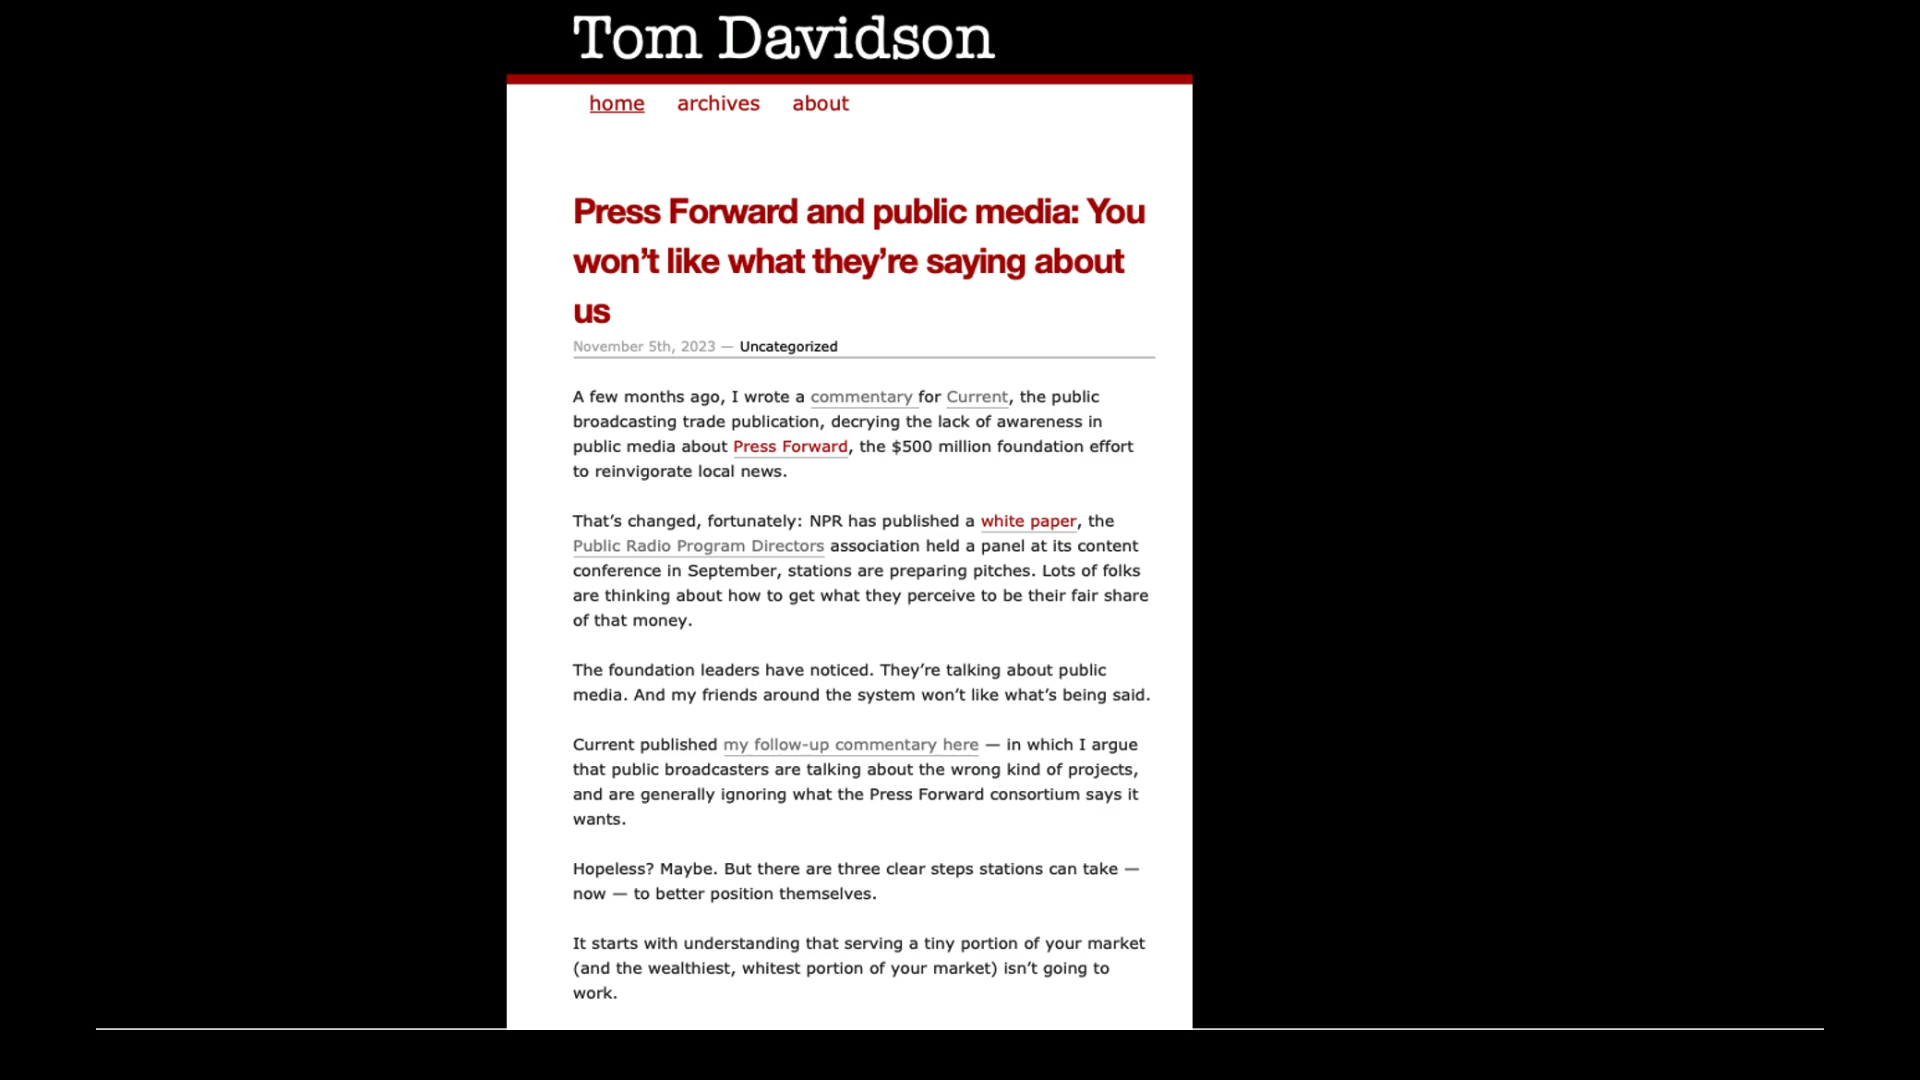 Tom Davidson
home archives about
Press Forward and public media: You
won’t like what they’re saying about
us
November 5th, 2023 — Uncategorized
A few months ago, I wrote a commentary for Current, the public
broadcasting trade publication, decrying the lack of awareness in
public media about Press Forward, the $500 million foundation effort
to reinvigorate local news.
That’s changed, fortunately: NPR has published a white paper, the
Public Radio Program Directors association held a panel at its content
conference in September, stations are preparing pitches. Lots of folks
are thinking about how to get what they perceive to be their fair share
of that money.
The foundation leaders have noticed. They’re talking about public
media. And my friends around the system won’t like what’s being said.
Current published my follow-up commentary here — in which I argue
that public broadcasters are talking about the wrong kind of projects,
and are generally ignoring what the Press Forward consortium says it
wants.
Hopeless? Maybe. But there are three clear steps stations can take —
now — to better position themselves.
It starts with understanding that serving a tiny portion of your market
(and the wealthiest, whitest portion of your market) isn’t going to
work.